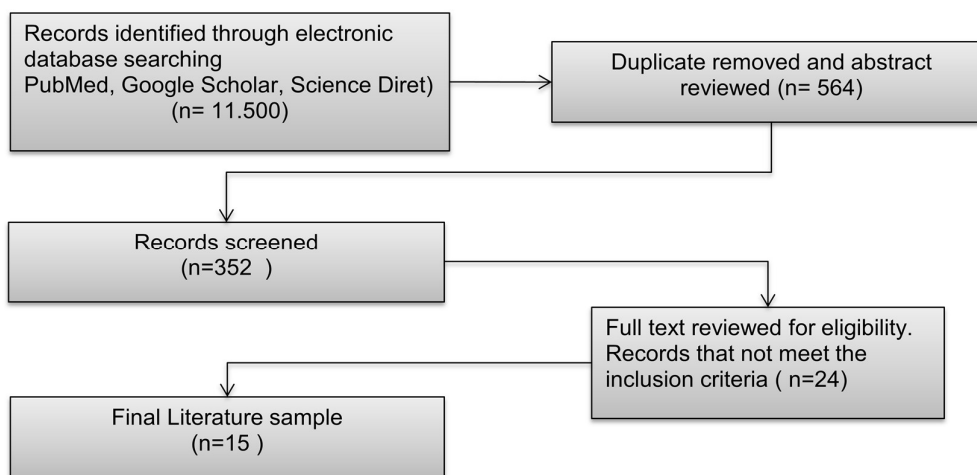 Records identified through electronic
database searching
PubMed, Google Scholar, Science Diret)
(n= 11.500)
Duplicate removed and abstract
reviewed (n= 564)
Records screened
(n=352  )
Full text reviewed for eligibility.
Records that not meet the
inclusion criteria ( n=24)
Final Literature sample
(n=15 )